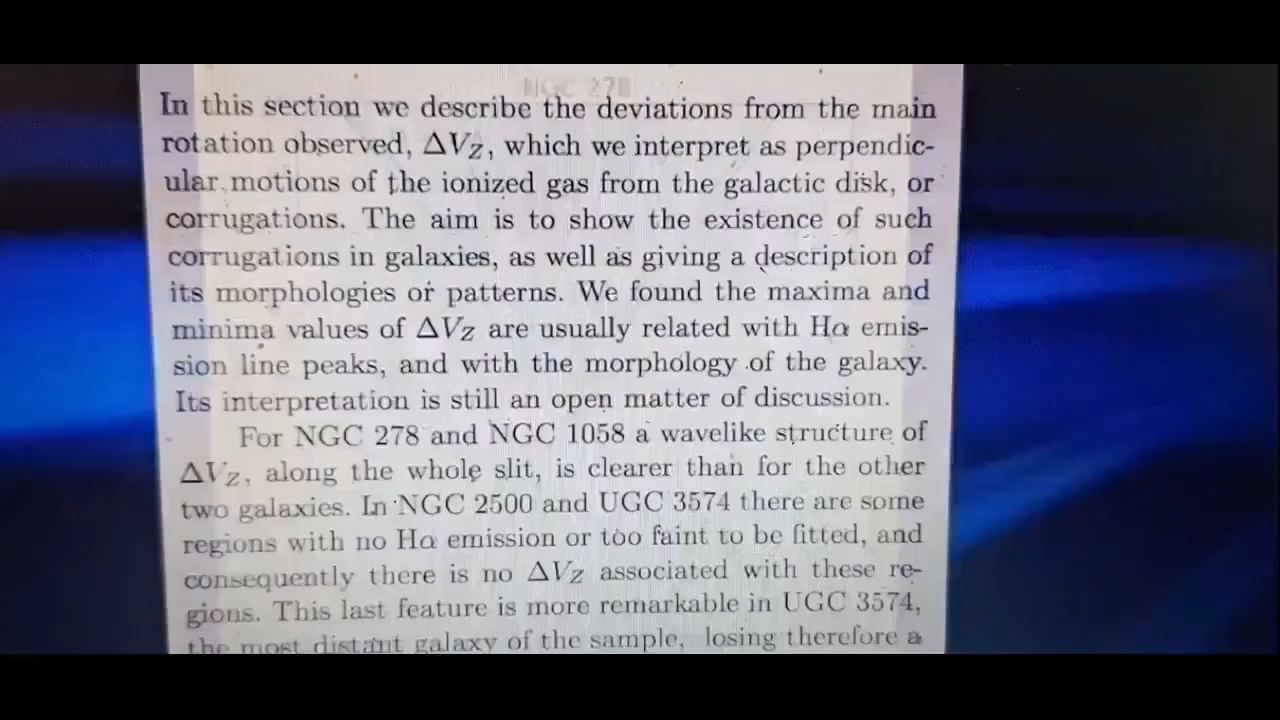 NGC 278
In this section we describe the deviations from the main
rotation observed, ΔVz, which we interpret as perpendic-
ular motions of the ionized gas from the galactic disk, or
corrugations. The aim is to show the existence of such
corrugations in galaxies, as well as giving a description of
its morphologies or patterns. We found the maxima and
minima values of ΔVz are usually related with Hα emis-
sion line peaks, and with the morphology of the galaxy.
Its interpretation is still an open matter of discussion.
For NGC 278 and NGC 1058 a wavelike structure of
ΔVz, along the whole slit, is clearer than for the other
two galaxies. In NGC 2500 and UGC 3574 there are some
regions with no Hα emission or too faint to be fitted, and
consequently there is no ΔVz associated with these re-
gions. This last feature is more remarkable in UGC 3574,
the most distant galaxy of the sample, losing therefore a